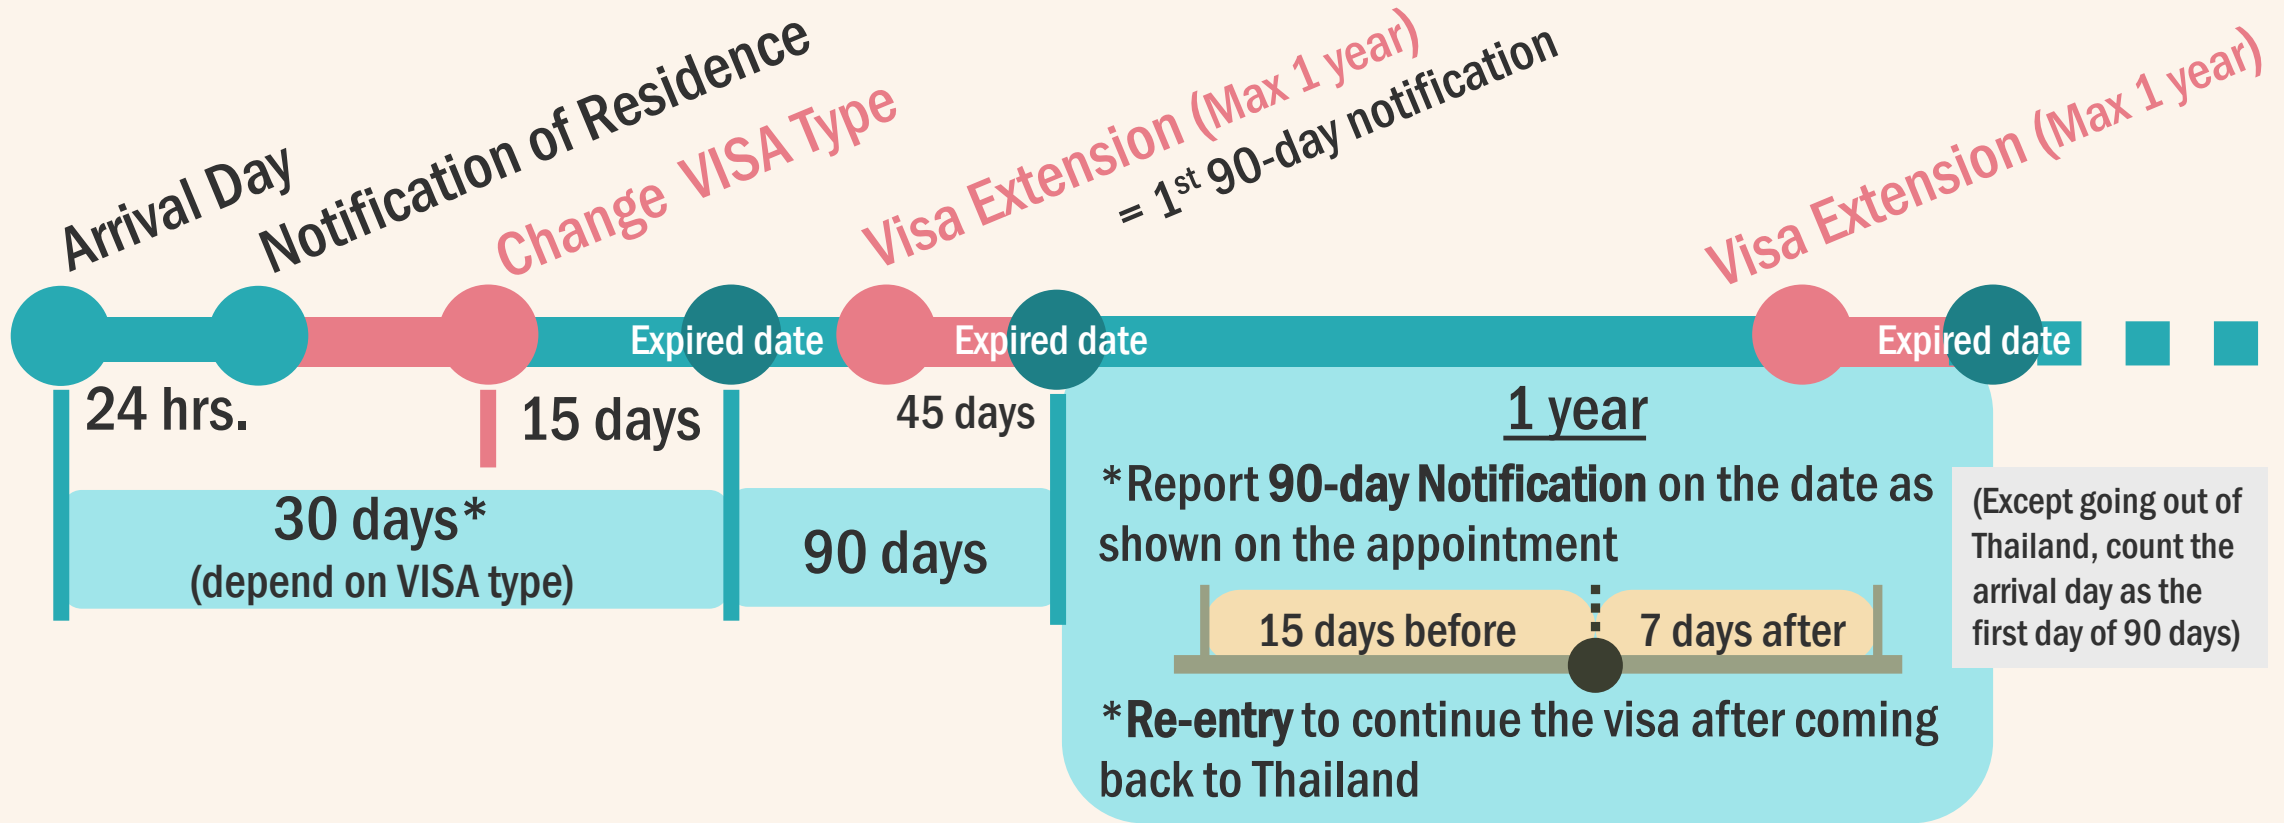 Arrival Day
Notification of Residence
Change VISA Type
Visa Extension (Max 1 year)
= 1st 90-day notification
Visa Extension (Max 1 year)
Expired date
Expired date
Expired date
24 hrs.
15 days
45 days
30 days*
(depend on VISA type)
90 days
1 year
*Report 90-day Notification on the date as
shown on the appointment
15 days before
7 days after
*Re-entry to continue the visa after coming
back to Thailand
(Except going out of
Thailand, count the
arrival day as the
first day of 90 days)